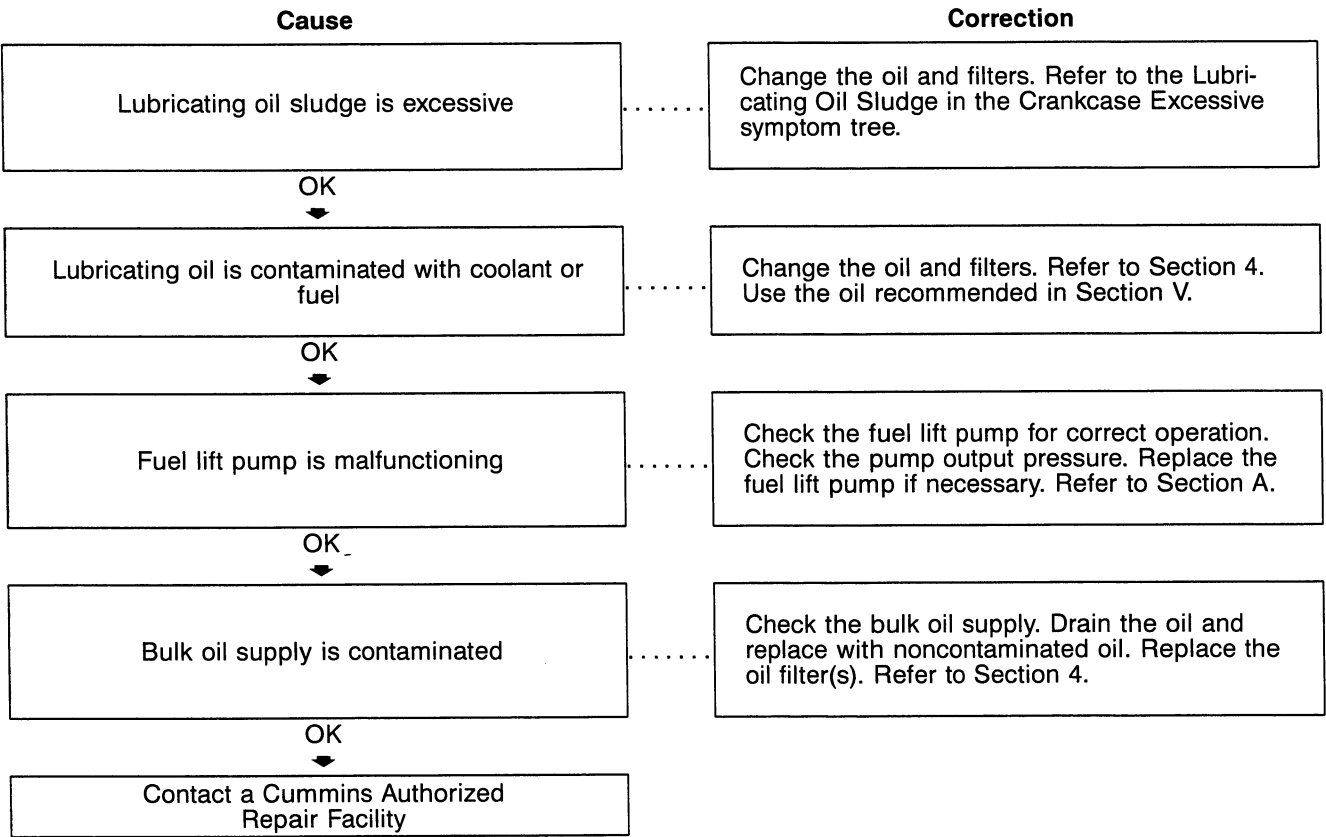 Cause
Correction
Lubricating oil sludge is excessive
Change the oil and filters. Refer to the Lubri-
cating Oil Sludge in the Crankcase Excessive
symptom tree.
OK
Lubricating oil is contaminated with coolant or
fuel
Change the oil and filters. Refer to Section 4.
Use the oil recommended in Section V.
OK
Fuel lift pump is malfunctioning
Check the fuel lift pump for correct operation.
Check the pump output pressure. Replace the
fuel lift pump if necessary. Refer to Section A.
OK
Bulk oil supply is contaminated
Check the bulk oil supply. Drain the oil and
replace with noncontaminated oil. Replace the
oil filter(s). Refer to Section 4.
OK
Contact a Cummins Authorized
Repair Facility